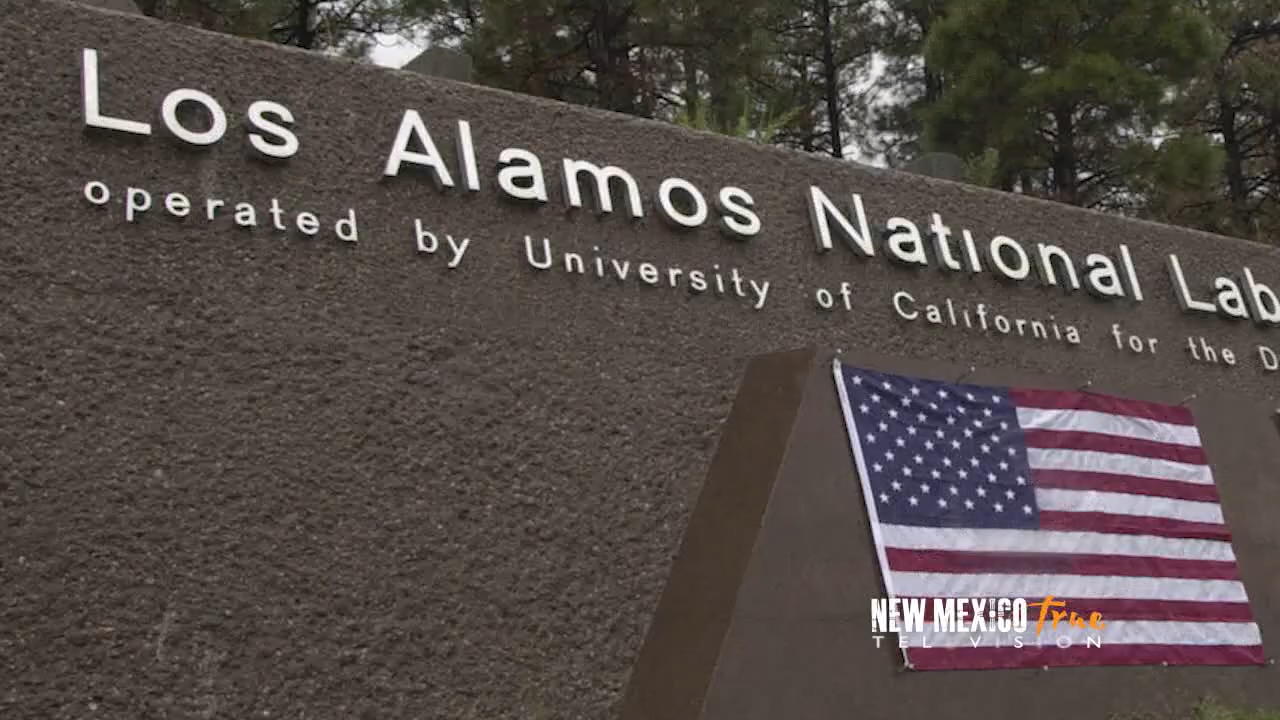 Los Alamos National Lab
operated by University of California for the D
NEW MEXICO True
TELEVISION